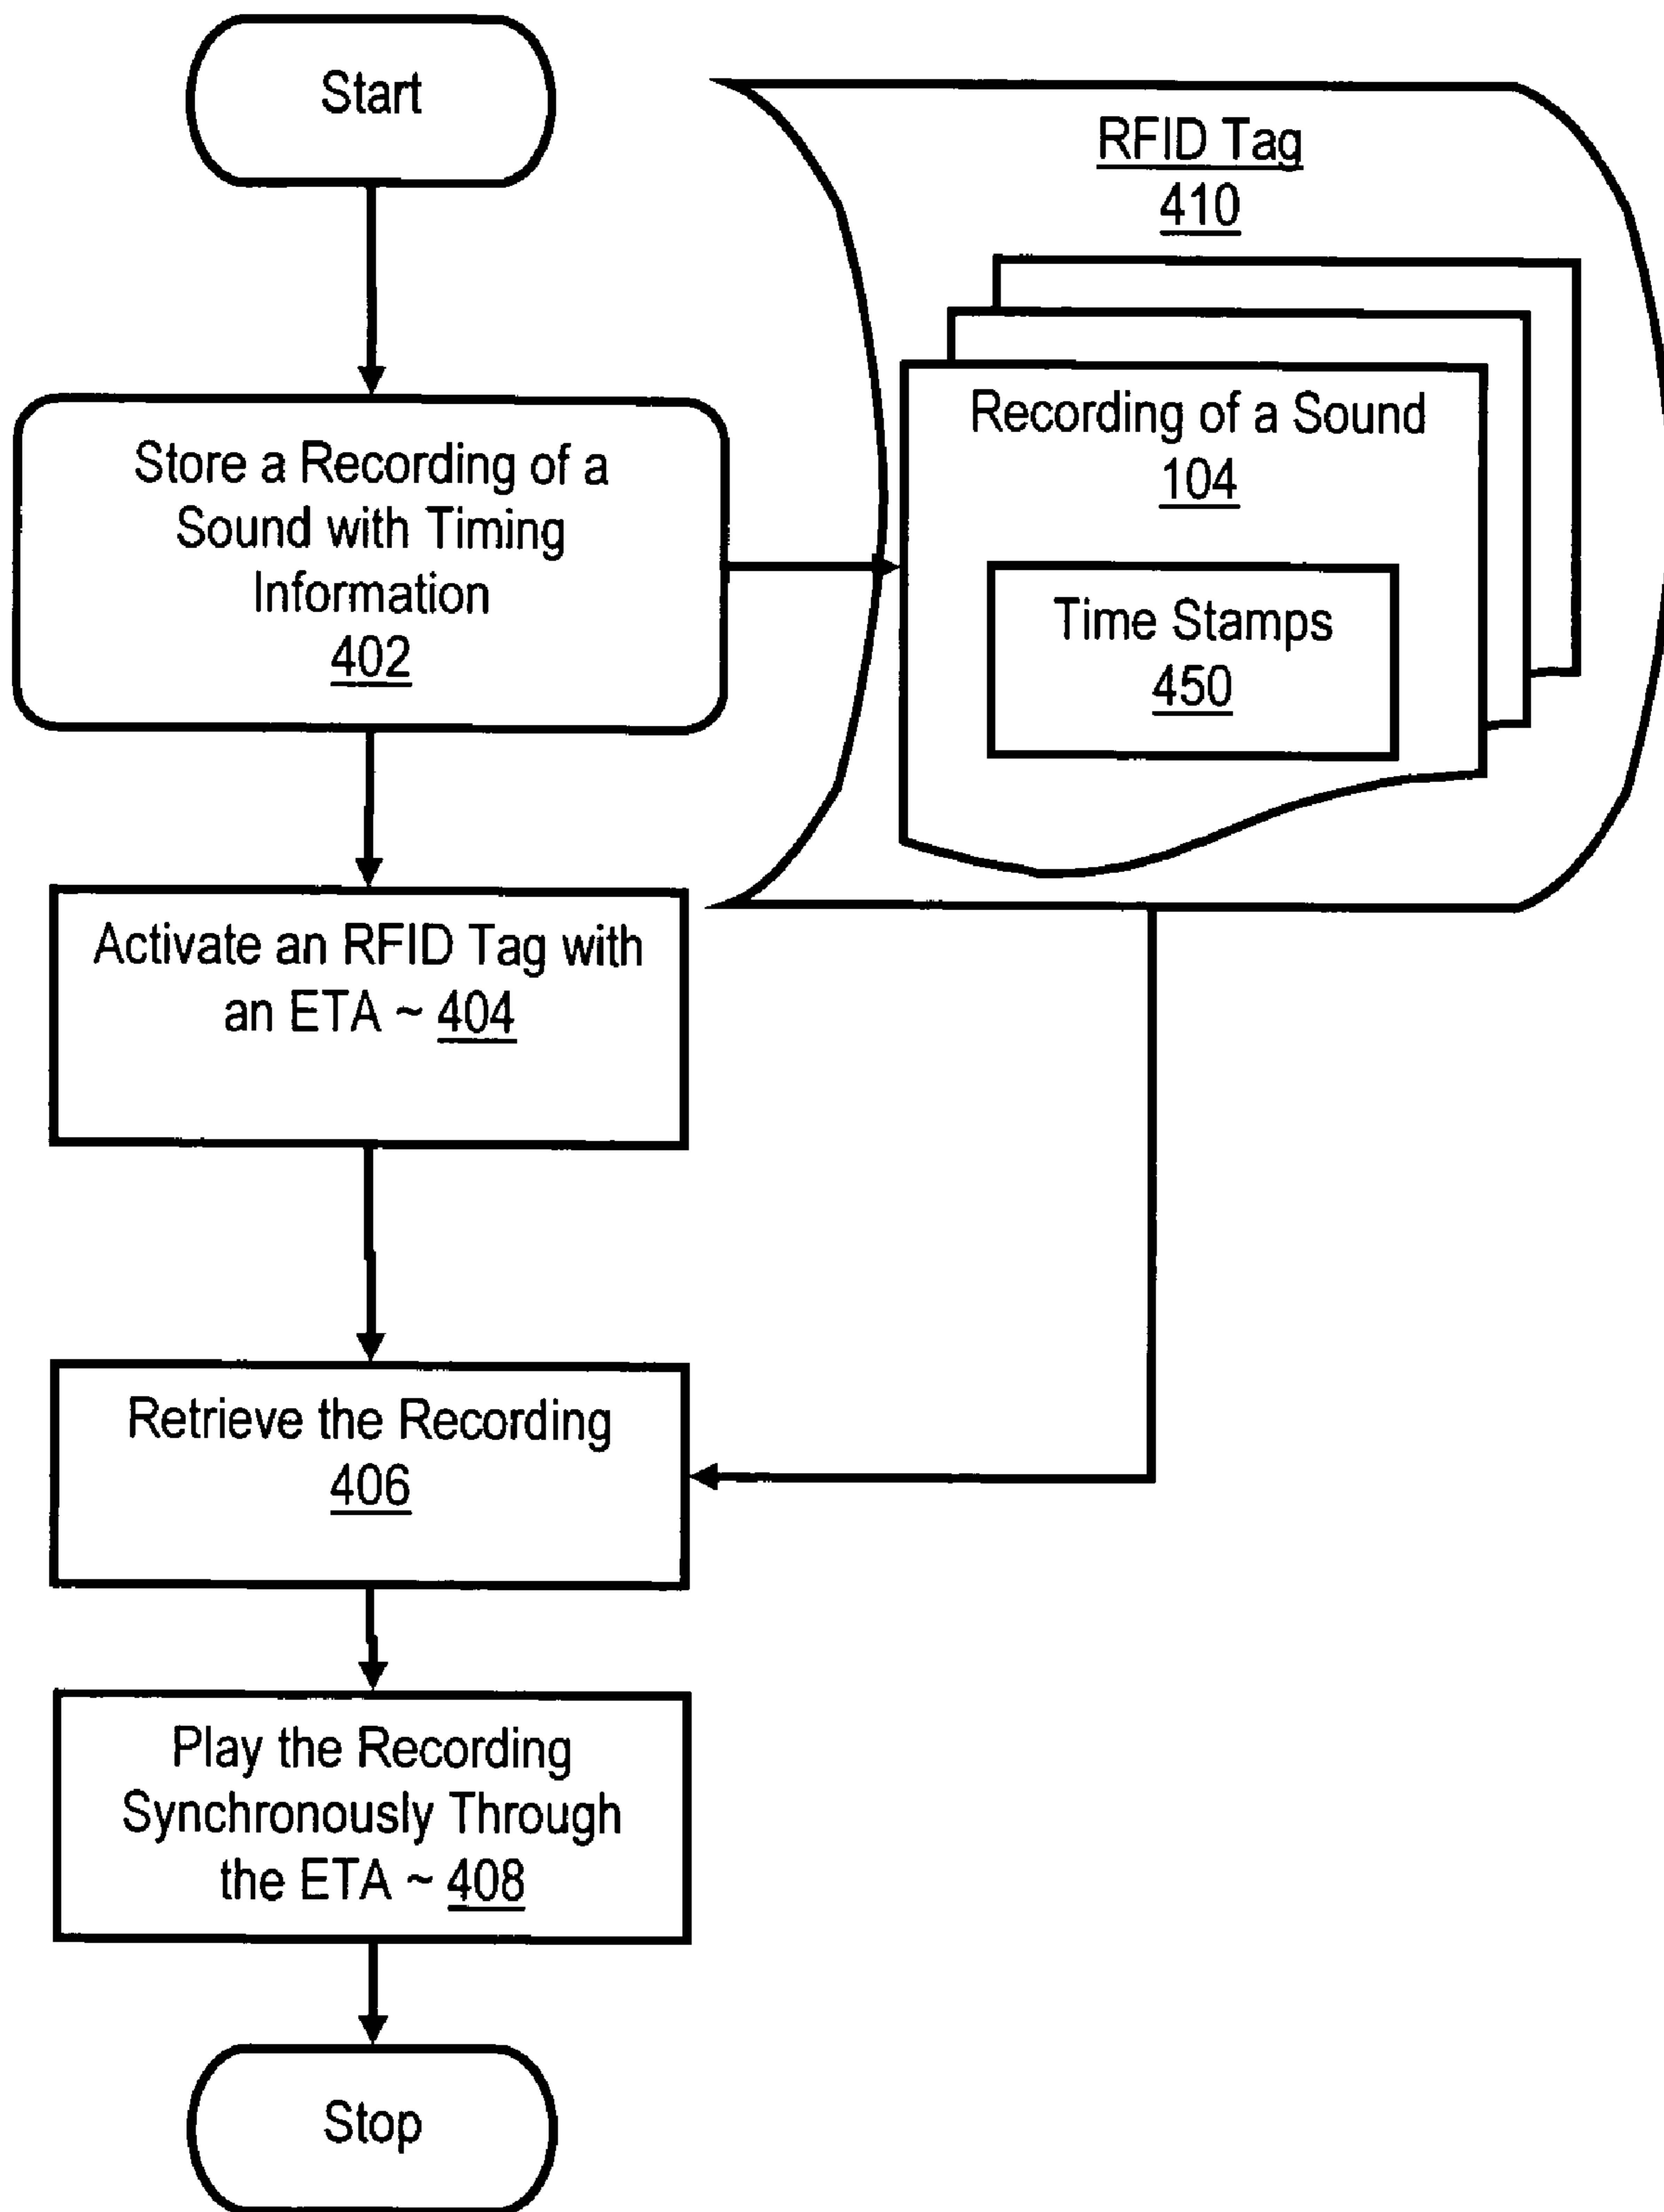 Start
RFID Tag
410
Recording of a Sound
104
Time Stamps
450
Store a Recording of a
Sound with Timing
Information
402
Activate an RFID Tag with
an ETA ~ 404
Retrieve the Recording
406
Play the Recording
Synchronously Through
the ETA ~ 408
Stop